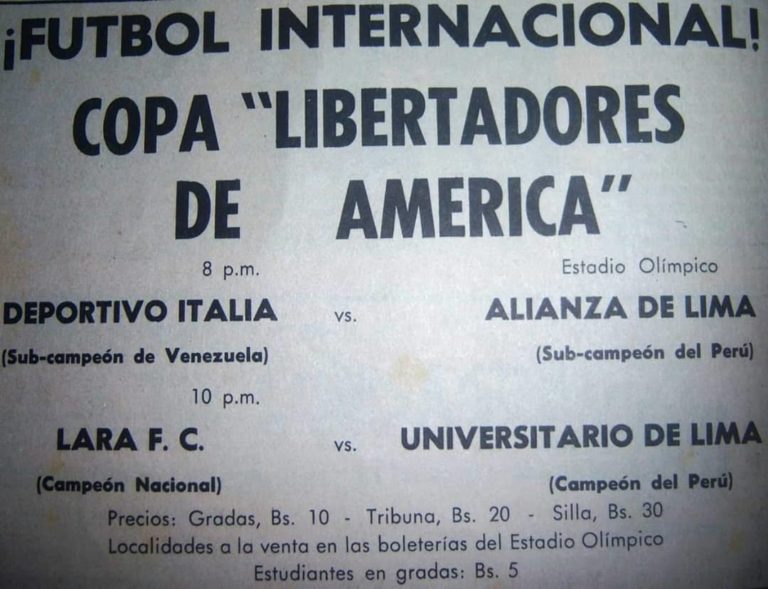 ¡FUTBOL INTERNACIONAL!
COPA "LIBERTADORES
DE AMERICA"
8 p.m. Estadio Olímpico
DEPORTIVO ITALIA vs. ALIANZA DE LIMA
(Sub-campeón de Venezuela) (Sub-campeón del Perú)
10 p.m.
LARA F. C. vs. UNIVERSITARIO DE LIMA
(Campeón Nacional) (Campeón del Perú)
Precios: Gradas, Bs. 10 - Tribuna, Bs. 20 - Silla, Bs. 30
Localidades a la venta en las boleterías del Estadio Olímpico
Estudiantes en gradas: Bs. 5